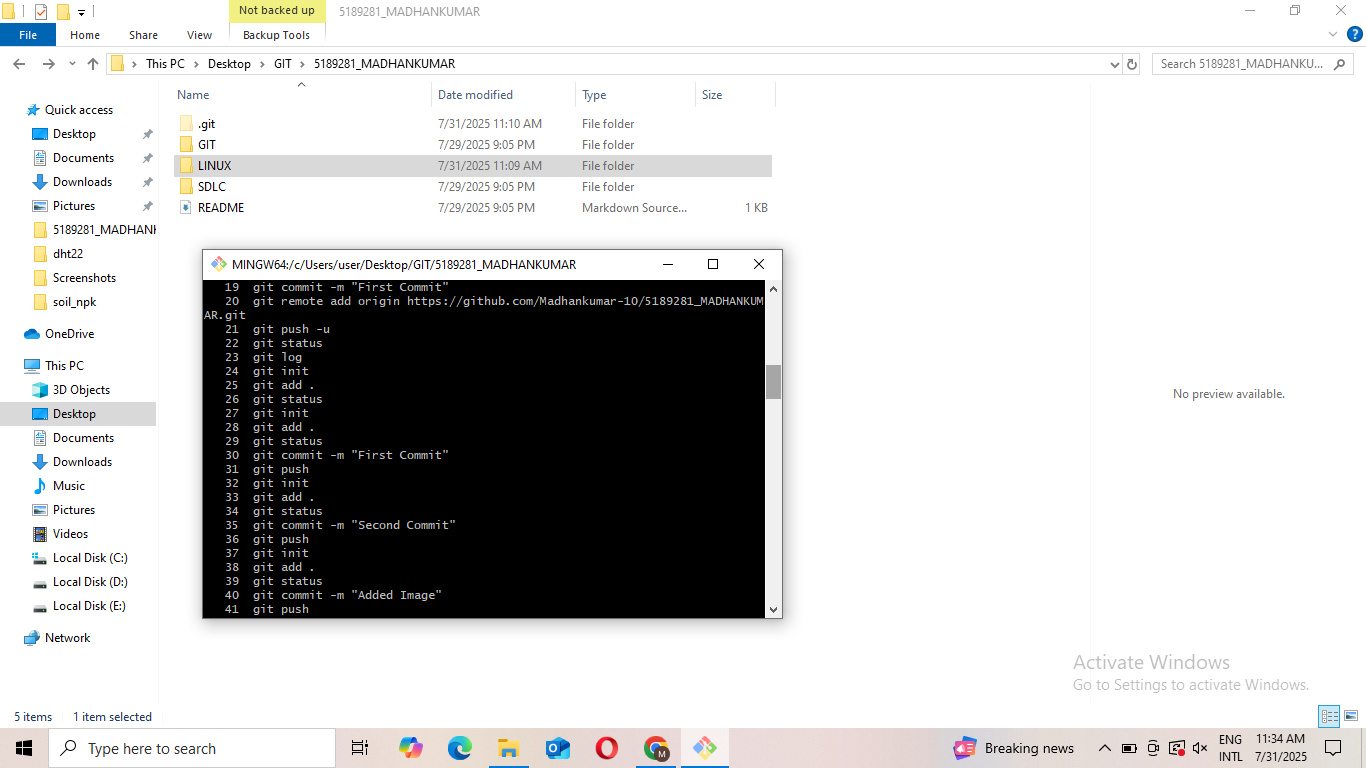 Not backed up
5189281_MADHANKUMAR
File
Home
Share
View
Backup Tools
This PC
Desktop
GIT
5189281_MADHANKUMAR
Search 5189281_MADHANKU...
Name
Date modified
Type
Size
.git
7/31/2025 11:10 AM
File folder
GIT
7/29/2025 9:05 PM
File folder
LINUX
7/31/2025 11:09 AM
File folder
SDLC
7/29/2025 9:05 PM
File folder
README
7/29/2025 9:05 PM
Markdown Source...
1 KB
Quick access
Desktop
Documents
Downloads
Pictures
5189281_MADHANK
dht22
Screenshots
soil_npk
OneDrive
This PC
3D Objects
Desktop
Documents
Downloads
Music
Pictures
Videos
Local Disk (C:)
Local Disk (D:)
Local Disk (E:)
Network
MINGW64:/c/Users/user/Desktop/GIT/5189281_MADHANKUMAR
19 git commit -m "First Commit"
20 git remote add origin https://github.com/Madhankumar-10/5189281_MADHANKUM
AR.git
21 git push -u
22 git status
23 git log
24 git init
25 git add .
26 git status
27 git init
28 git add .
29 git status
30 git commit -m "First Commit"
31 git push
32 git init
33 git add .
34 git status
35 git commit -m "Second Commit"
36 git push
37 git init
38 git add .
39 git status
40 git commit -m "Added Image"
41 git push
No preview available.
Activate Windows
Go to Settings to activate Windows.
5 items
1 item selected
Type here to search
M
Breaking news
ENG
INTL
11:34 AM
7/31/2025